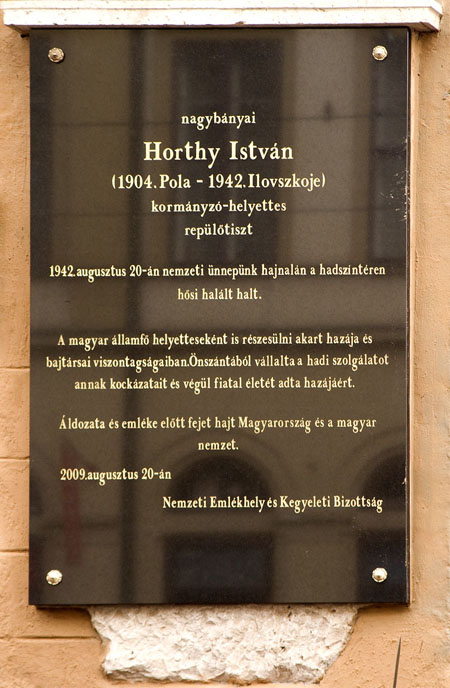 nagybányai
Horthy István
(1904.Pola - 1942.Ilovszkoje)
kormányzó-helyettes
repülőtiszt
1942.augusztus 20-án nemzeti ünnepünk hajnalán a hadszíntéren
hősi halált halt.
A magyar államfő helyetteseként is részesülni akart hazája és
bajtársai viszontagságaiban.Önszántából vállalta a hadi szolgálatot
annak kockázatait és végül fiatal életét adta hazájáért.
Áldozata és emléke előtt fejet hajt Magyarország és a magyar
nemzet.
2009.augusztus 20-án
Nemzeti Emlékhely és Kegyeleti Bizottság